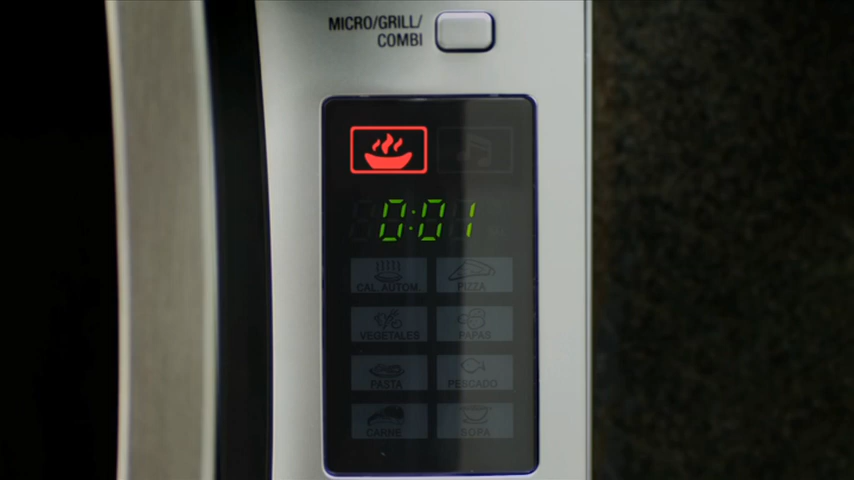 MICRO/GRILL/
COMBI
0:01
CAL. AUTOM.
PIZZA
VEGETALES
PAPAS
PASTA
PESCADO
CARNE
SOPA